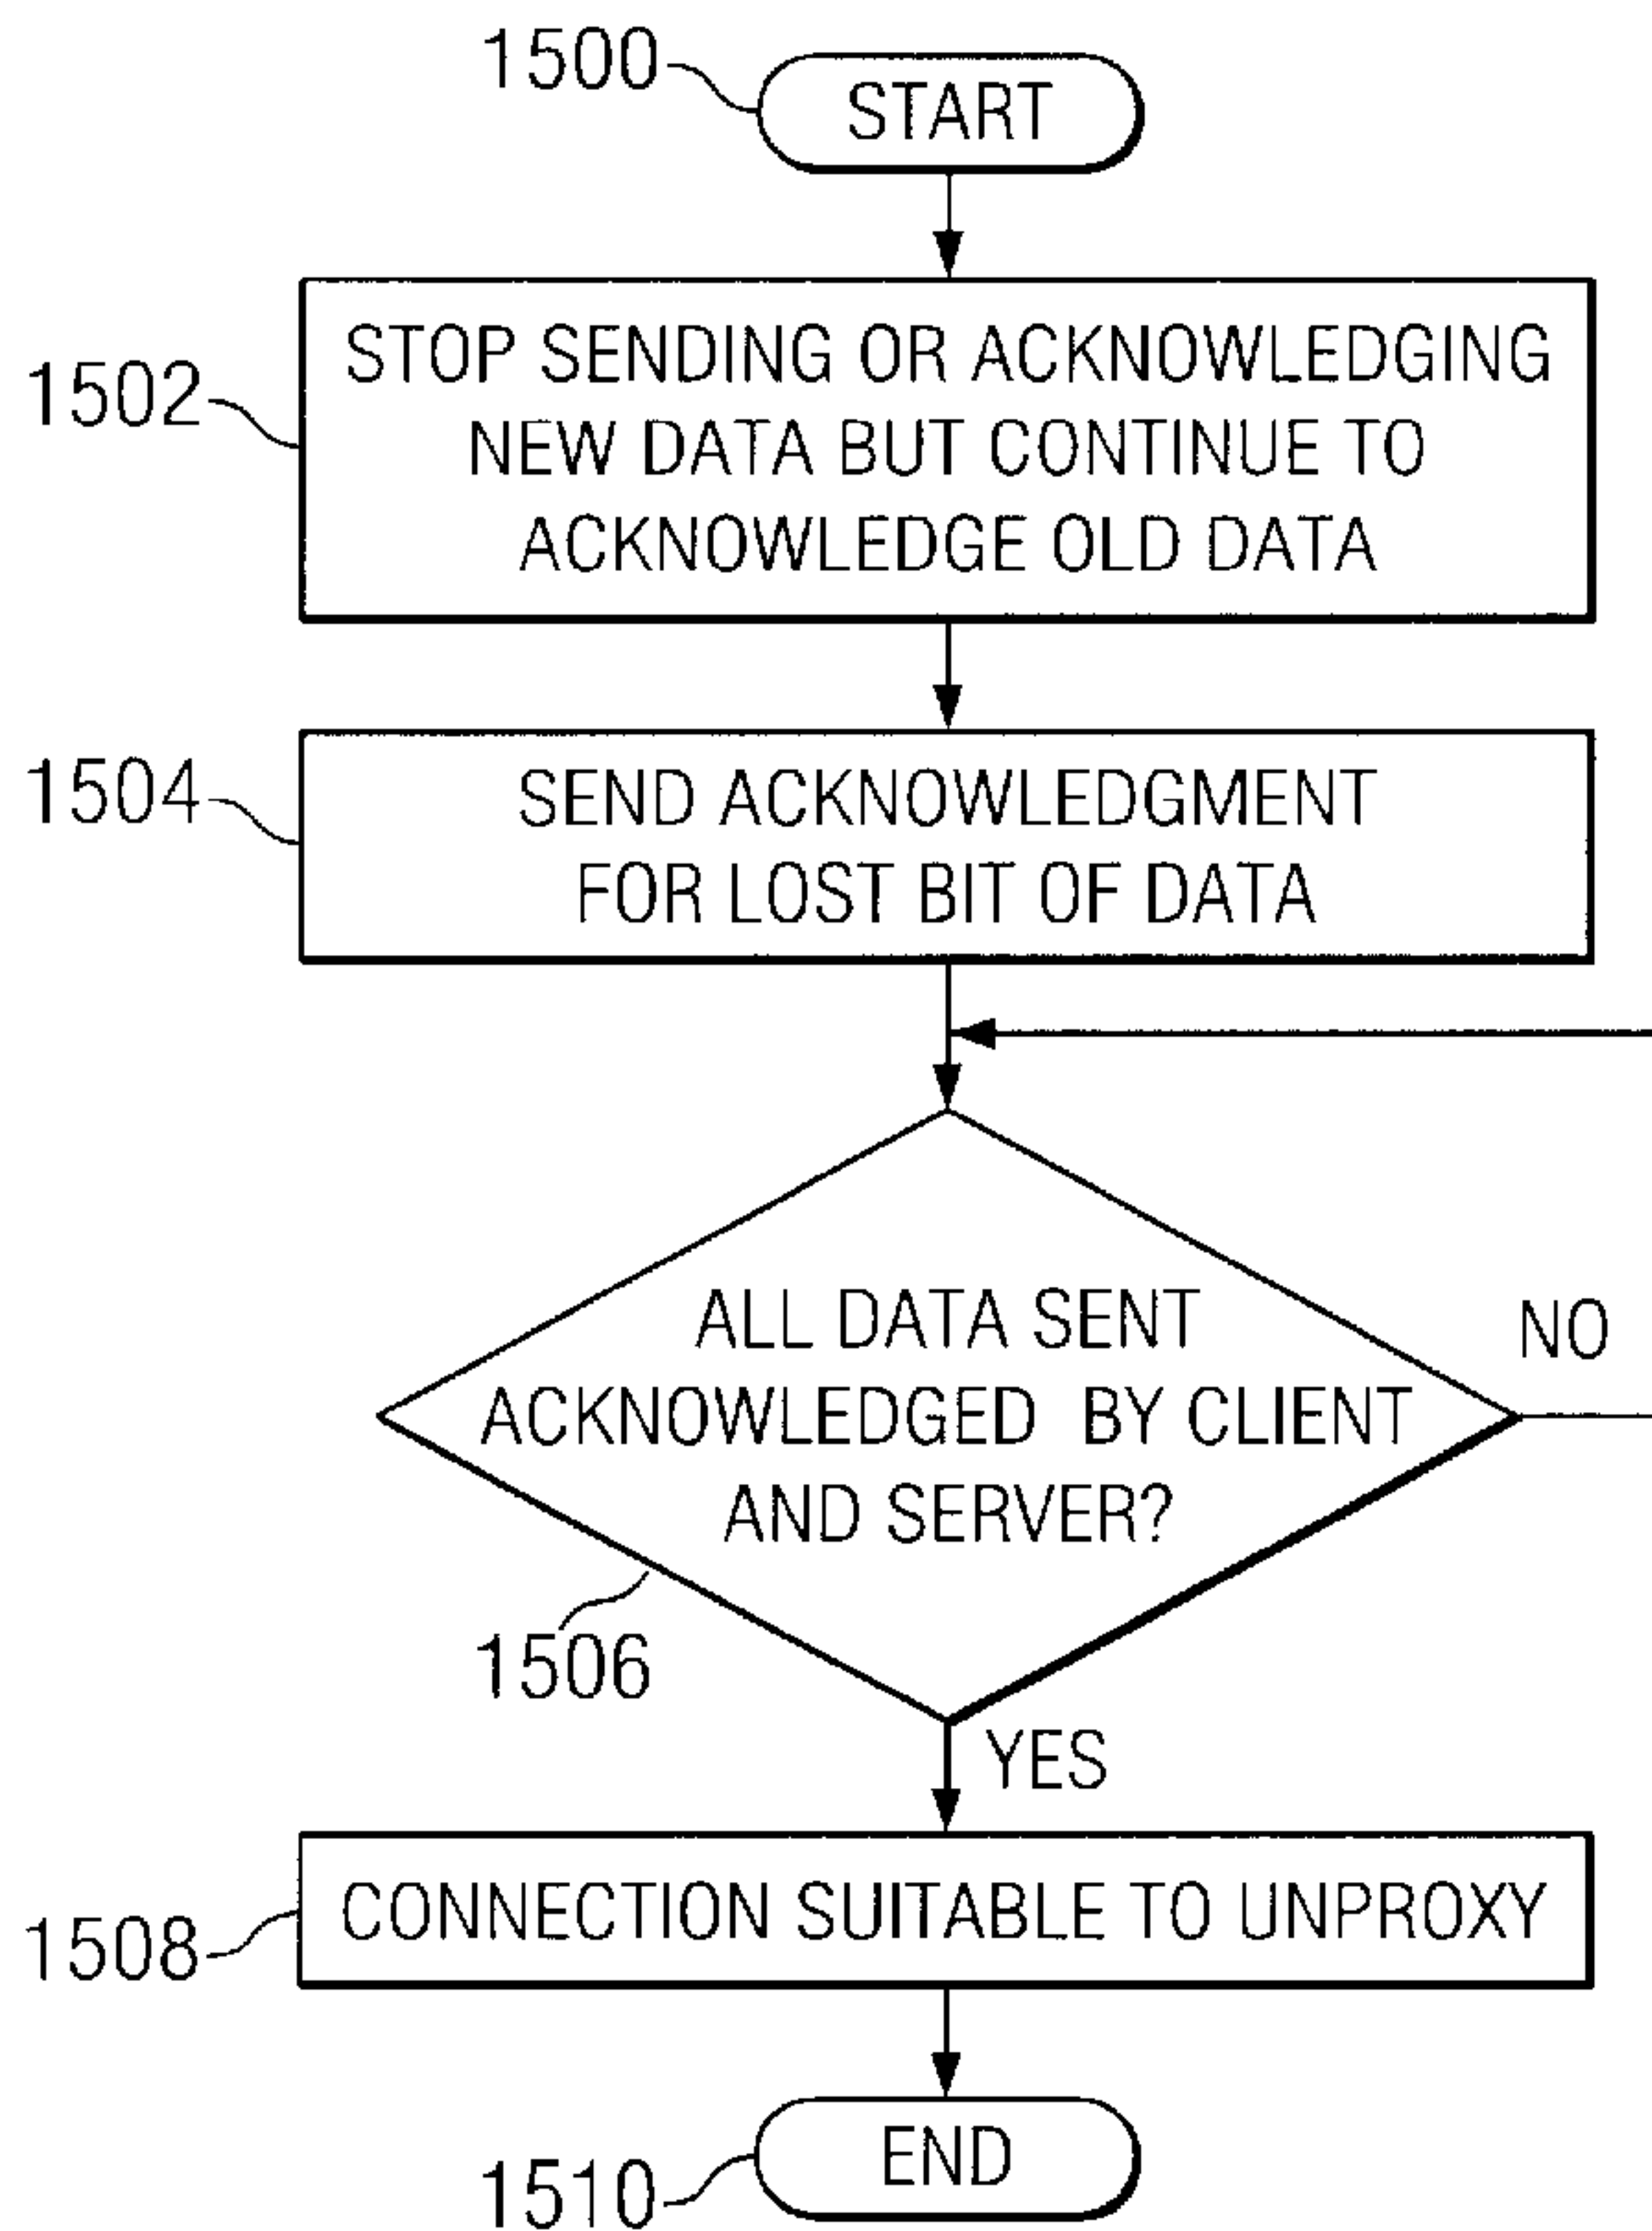 1500
START
1502
STOP SENDING OR ACKNOWLEDGING
NEW DATA BUT CONTINUE TO
ACKNOWLEDGE OLD DATA
1504
SEND ACKNOWLEDGMENT
FOR LOST BIT OF DATA
ALL DATA SENT
ACKNOWLEDGED BY CLIENT
AND SERVER?
NO
1506
YES
1508
CONNECTION SUITABLE TO UNPROXY
END
1510